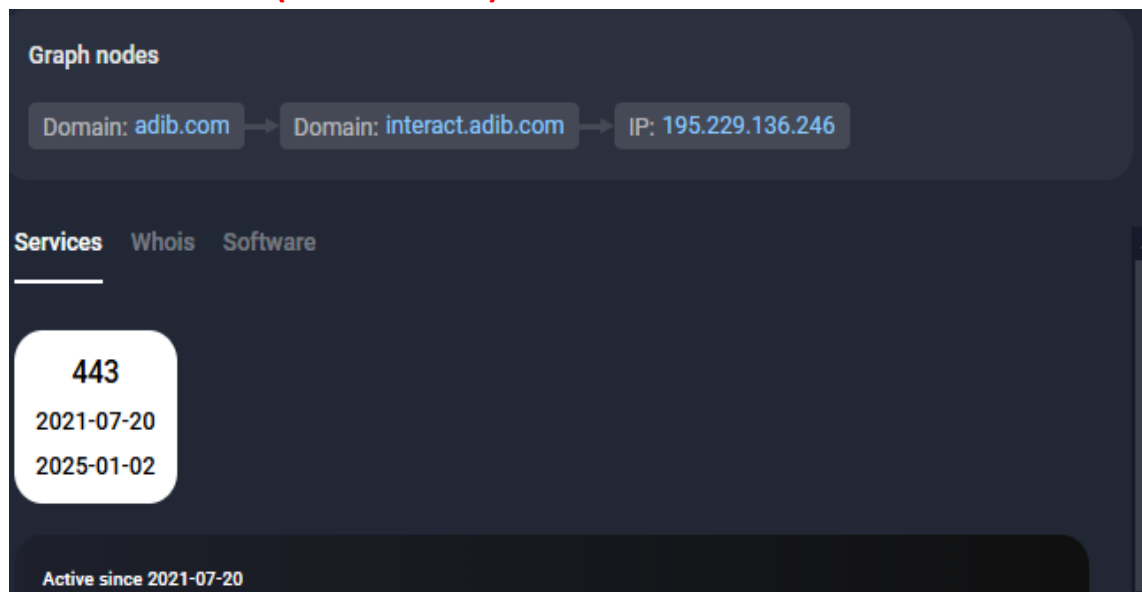 Graph nodes
Domain: adib.com Domain: interact.adib.com IP: 195.229.136.246
Services Whois Software
443
2021-07-20
2025-01-02
Active since 2021-07-20